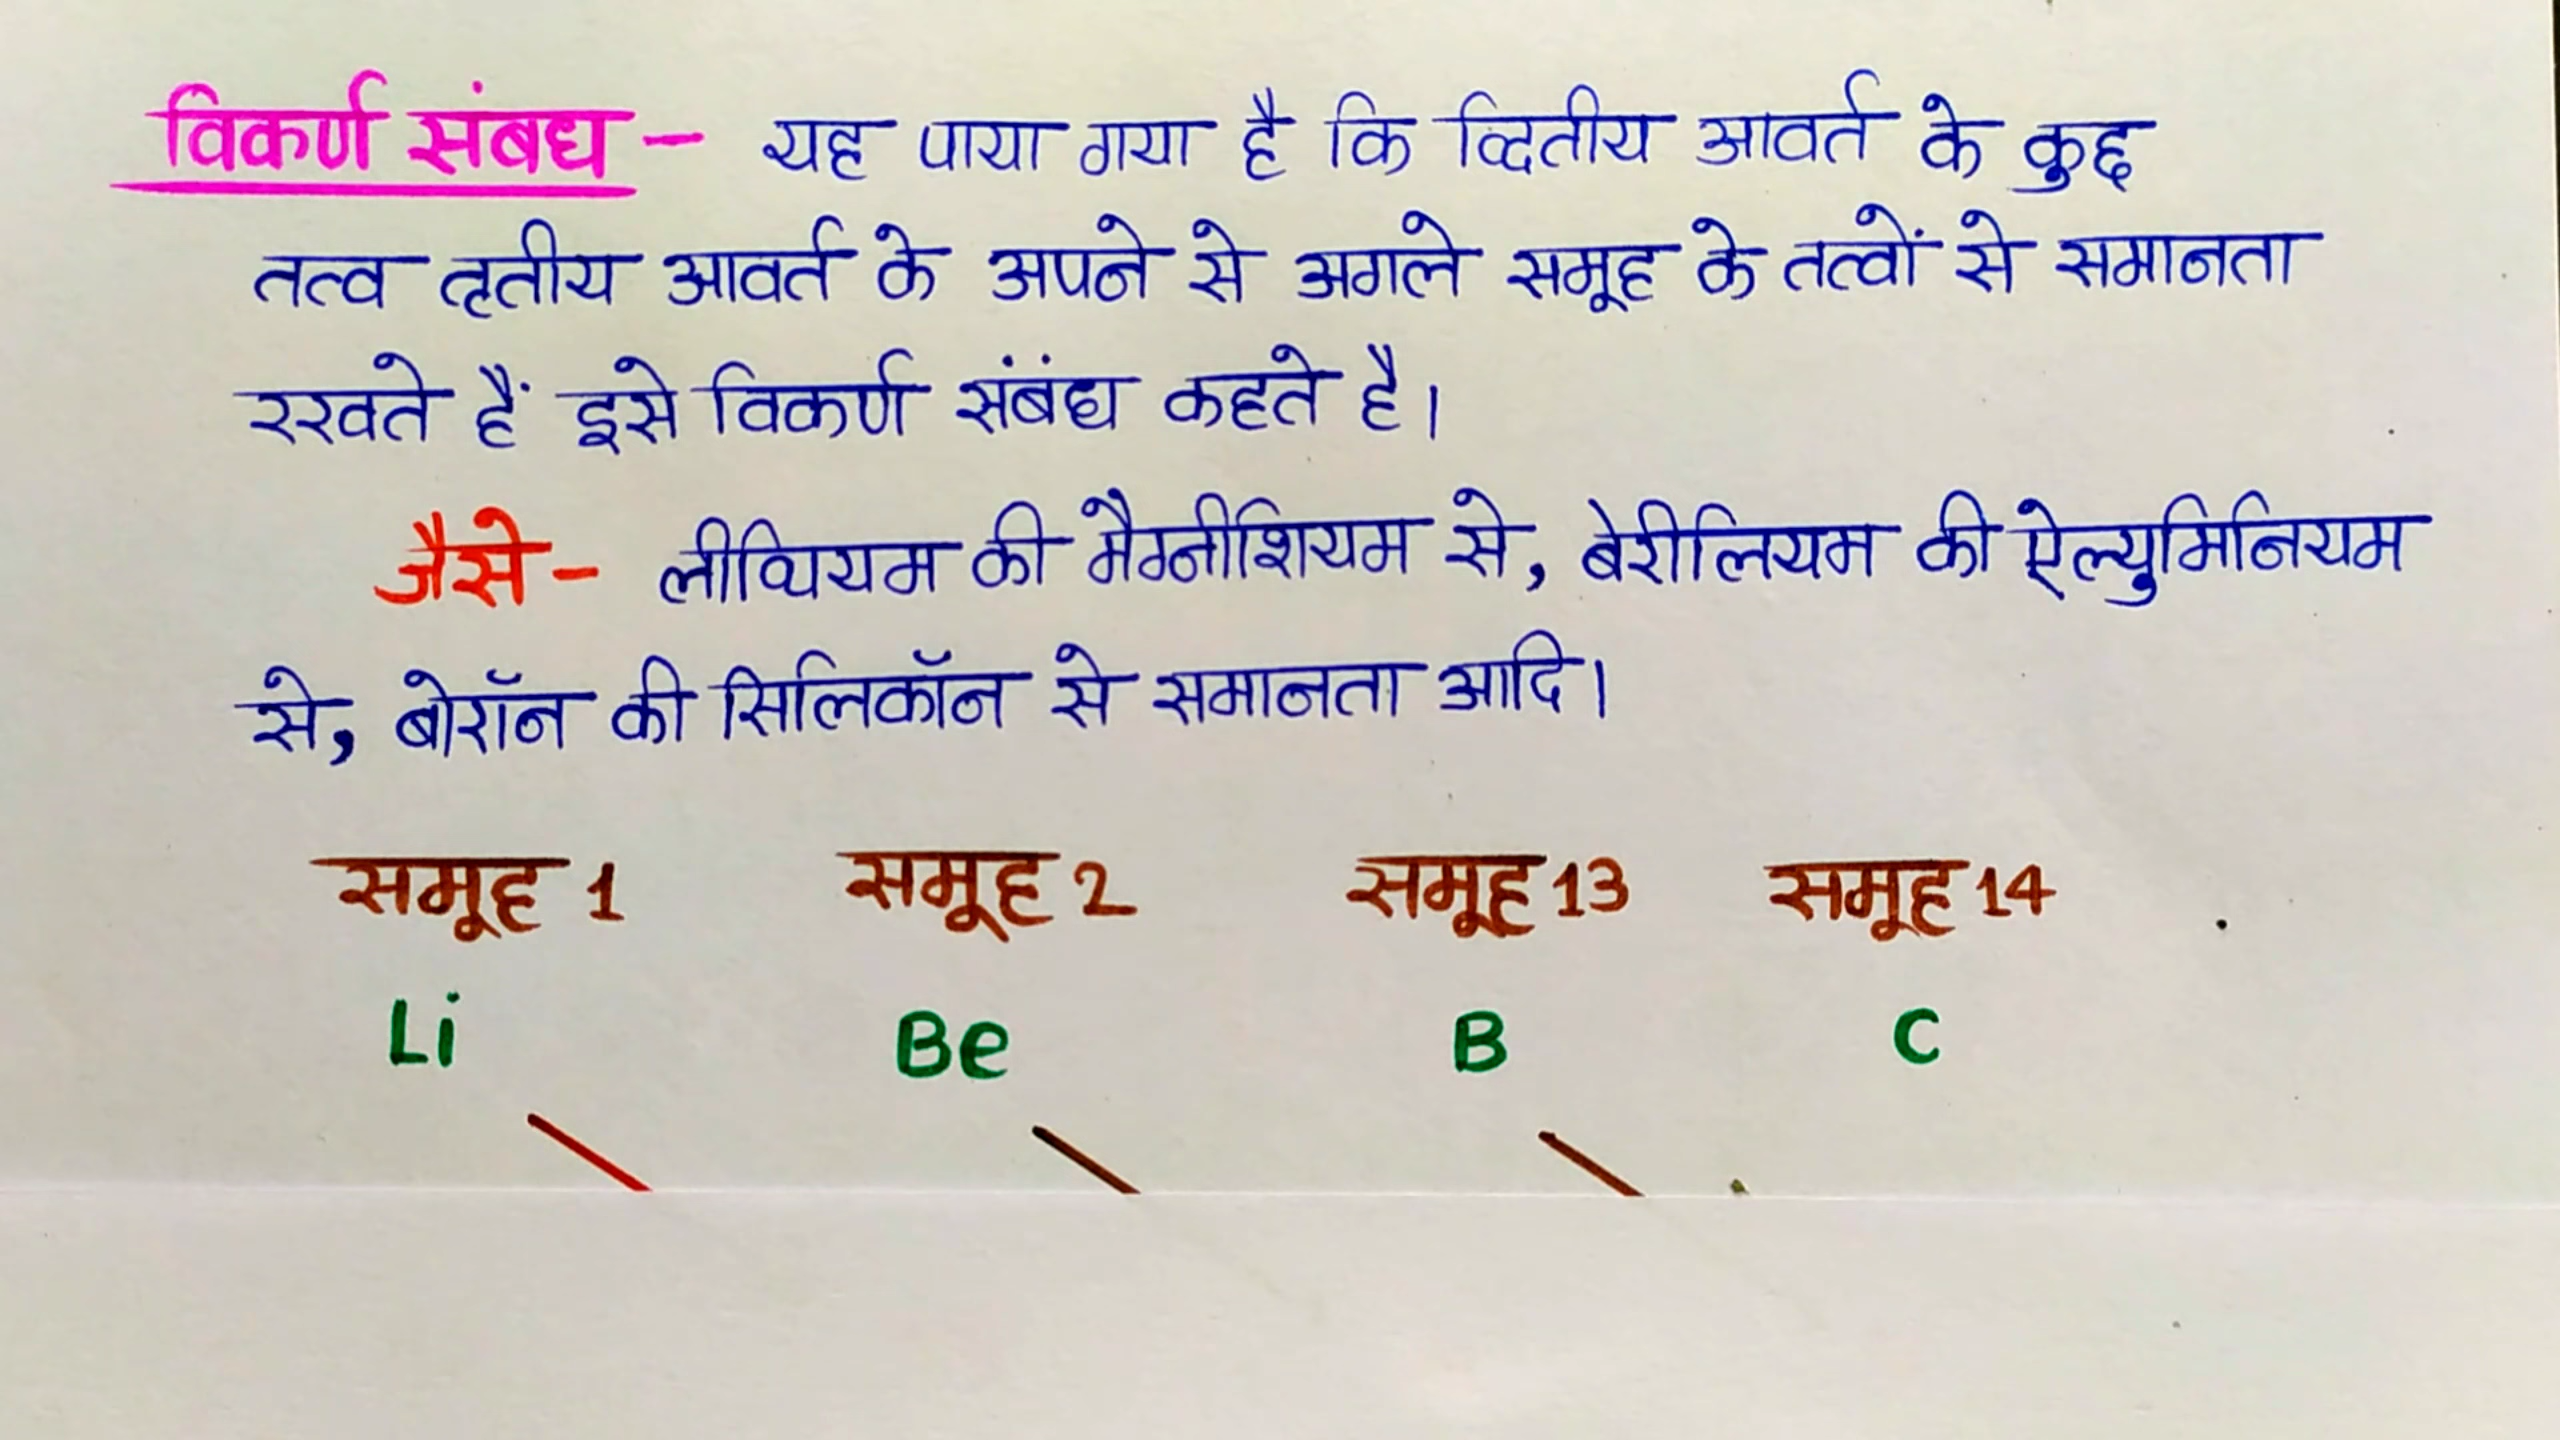 विकर्ण संबध - यह पाया गया है कि द्वितीय आवर्त के कुछ
तत्व तृतीय आवर्त के अपने से अगले समूह के तत्वों से समानता
रखते हैं इसे विकर्ण संबंध कहते है।
जैसे - लीथियम की मैग्नीशियम से, बेरीलियम की ऐल्युमिनियम
से, बोरॉन की सिलिकॉन से समानता आदि।
समूह 1 समूह 2 समूह 13 समूह 14
Li Be B C